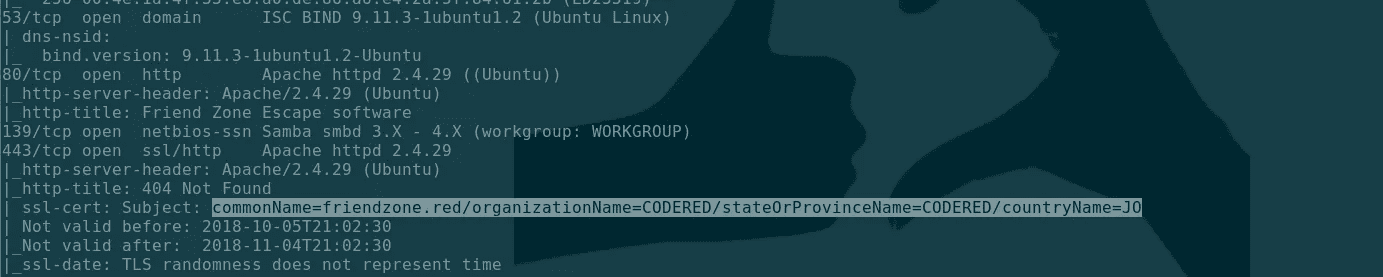 53/tcp open domain ISC BIND 9.11.3-1ubuntu1.2 (Ubuntu Linux)
| dns-nsid:
|_ bind.version: 9.11.3-1ubuntu1.2-Ubuntu
80/tcp open http Apache httpd 2.4.29 ((Ubuntu))
|_http-server-header: Apache/2.4.29 (Ubuntu)
|_http-title: Friend Zone Escape software
139/tcp open netbios-ssn Samba smbd 3.X - 4.X (workgroup: WORKGROUP)
443/tcp open ssl/http Apache httpd 2.4.29
|_http-server-header: Apache/2.4.29 (Ubuntu)
|_http-title: 404 Not Found
| ssl-cert: Subject: commonName=friendzone.red/organizationName=CODERED/stateOrProvinceName=CODERED/countryName=JO
| Not valid before: 2018-10-05T21:02:30
|_Not valid after: 2018-11-04T21:02:30
|_ssl-date: TLS randomness does not represent time